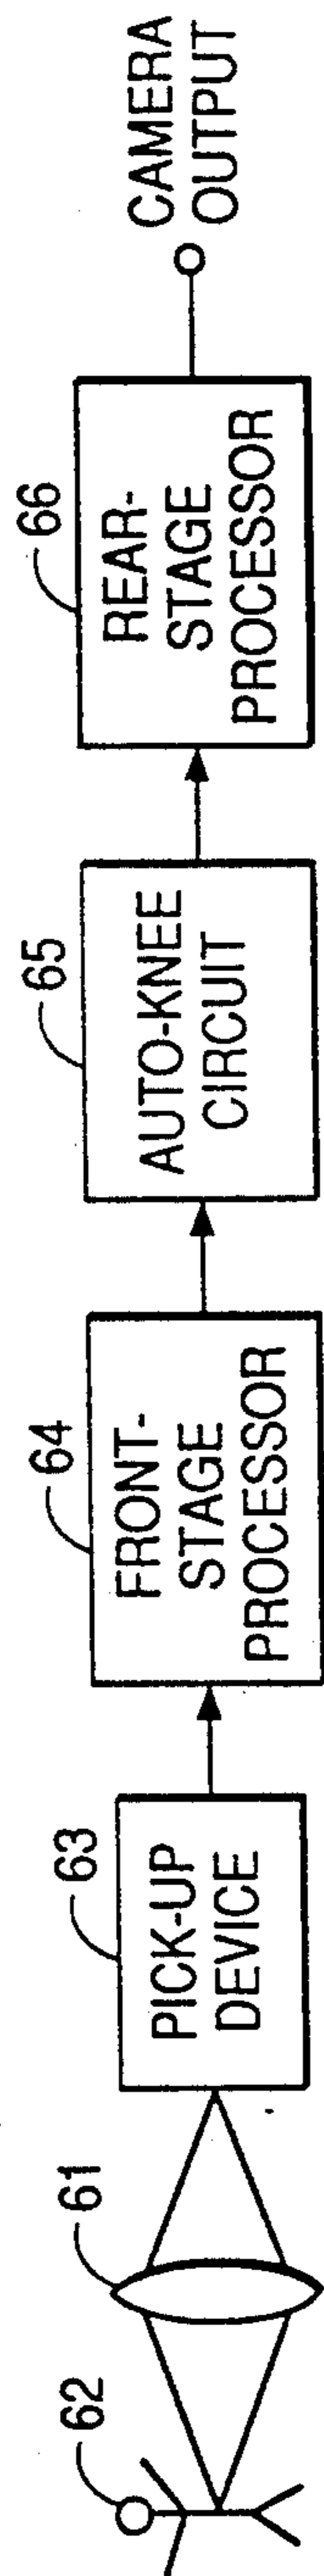 62
61
63
PICK-UP
DEVICE
64
FRONT-
STAGE
PROCESSOR
65
AUTO-KNEE
CIRCUIT
66
REAR-
STAGE
PROCESSOR
CAMERA
OUTPUT